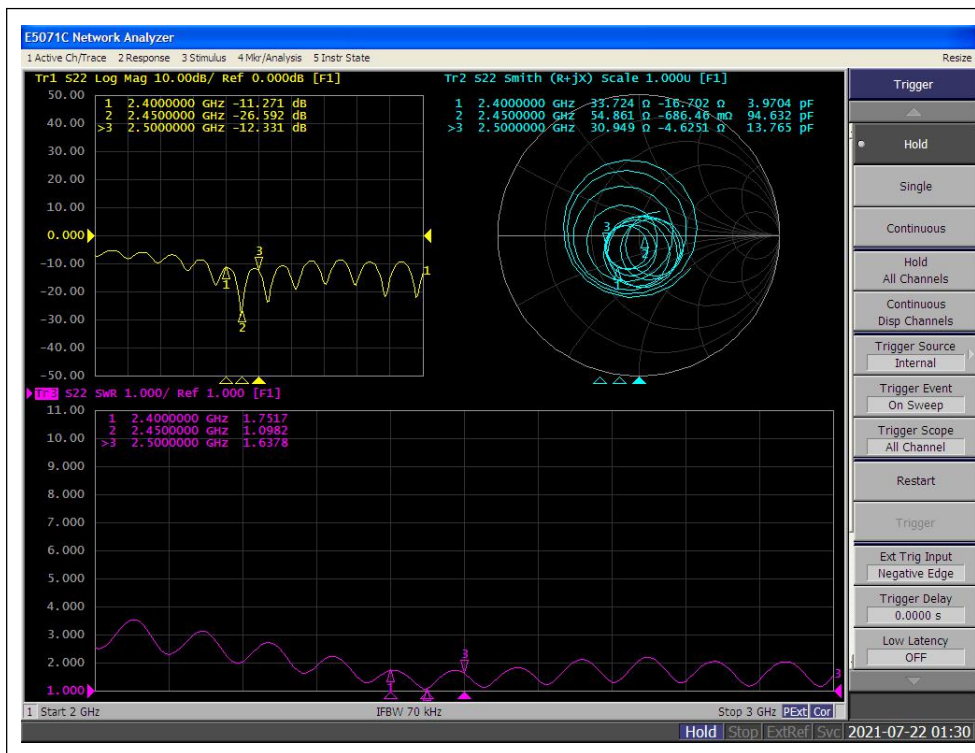 E5071C Network Analyzer
1 Active Ch/Trace 2 Response 3 Stimulus 4 Mkr/Analysis 5 Instr State
Resize
Tr1 S22 Log Mag 10.00dB/ Ref 0.000dB [F1]
50.00
40.00
30.00
20.00
10.00
0.000
-10.00
-20.00
-30.00
-40.00
-50.00
1 2.4000000 GHz -11.271 dB
2 2.4500000 GHz -26.592 dB
>3 2.5000000 GHz -12.331 dB
1
2
3
1
Tr2 S22 Smith (R+jX) Scale 1.000U [F1]
1 2.4000000 GHz 33.724 Ω -16.702 Ω 3.9704 pF
2 2.4500000 GHz 54.861 Ω -686.46 mΩ 94.632 pF
>3 2.5000000 GHz 30.949 Ω -4.6251 Ω 13.765 pF
3
2
1
Tr3 S22 SWR 1.000/ Ref 1.000 [F1]
11.00
10.00
9.000
8.000
7.000
6.000
5.000
4.000
3.000
2.000
1.000
1 2.4000000 GHz 1.7517
2 2.4500000 GHz 1.0982
>3 2.5000000 GHz 1.6378
1
3
3
1 Start 2 GHz
IFBW 70 kHz
Stop 3 GHz PExt Cor
Trigger
Hold
Single
Continuous
Hold
All Channels
Continuous
Disp Channels
Trigger Source
Internal
Trigger Event
On Sweep
Trigger Scope
All Channel
Restart
Trigger
Ext Trig Input
Negative Edge
Trigger Delay
0.0000 s
Low Latency
OFF
Hold Stop ExtRef Svc 2021-07-22 01:30